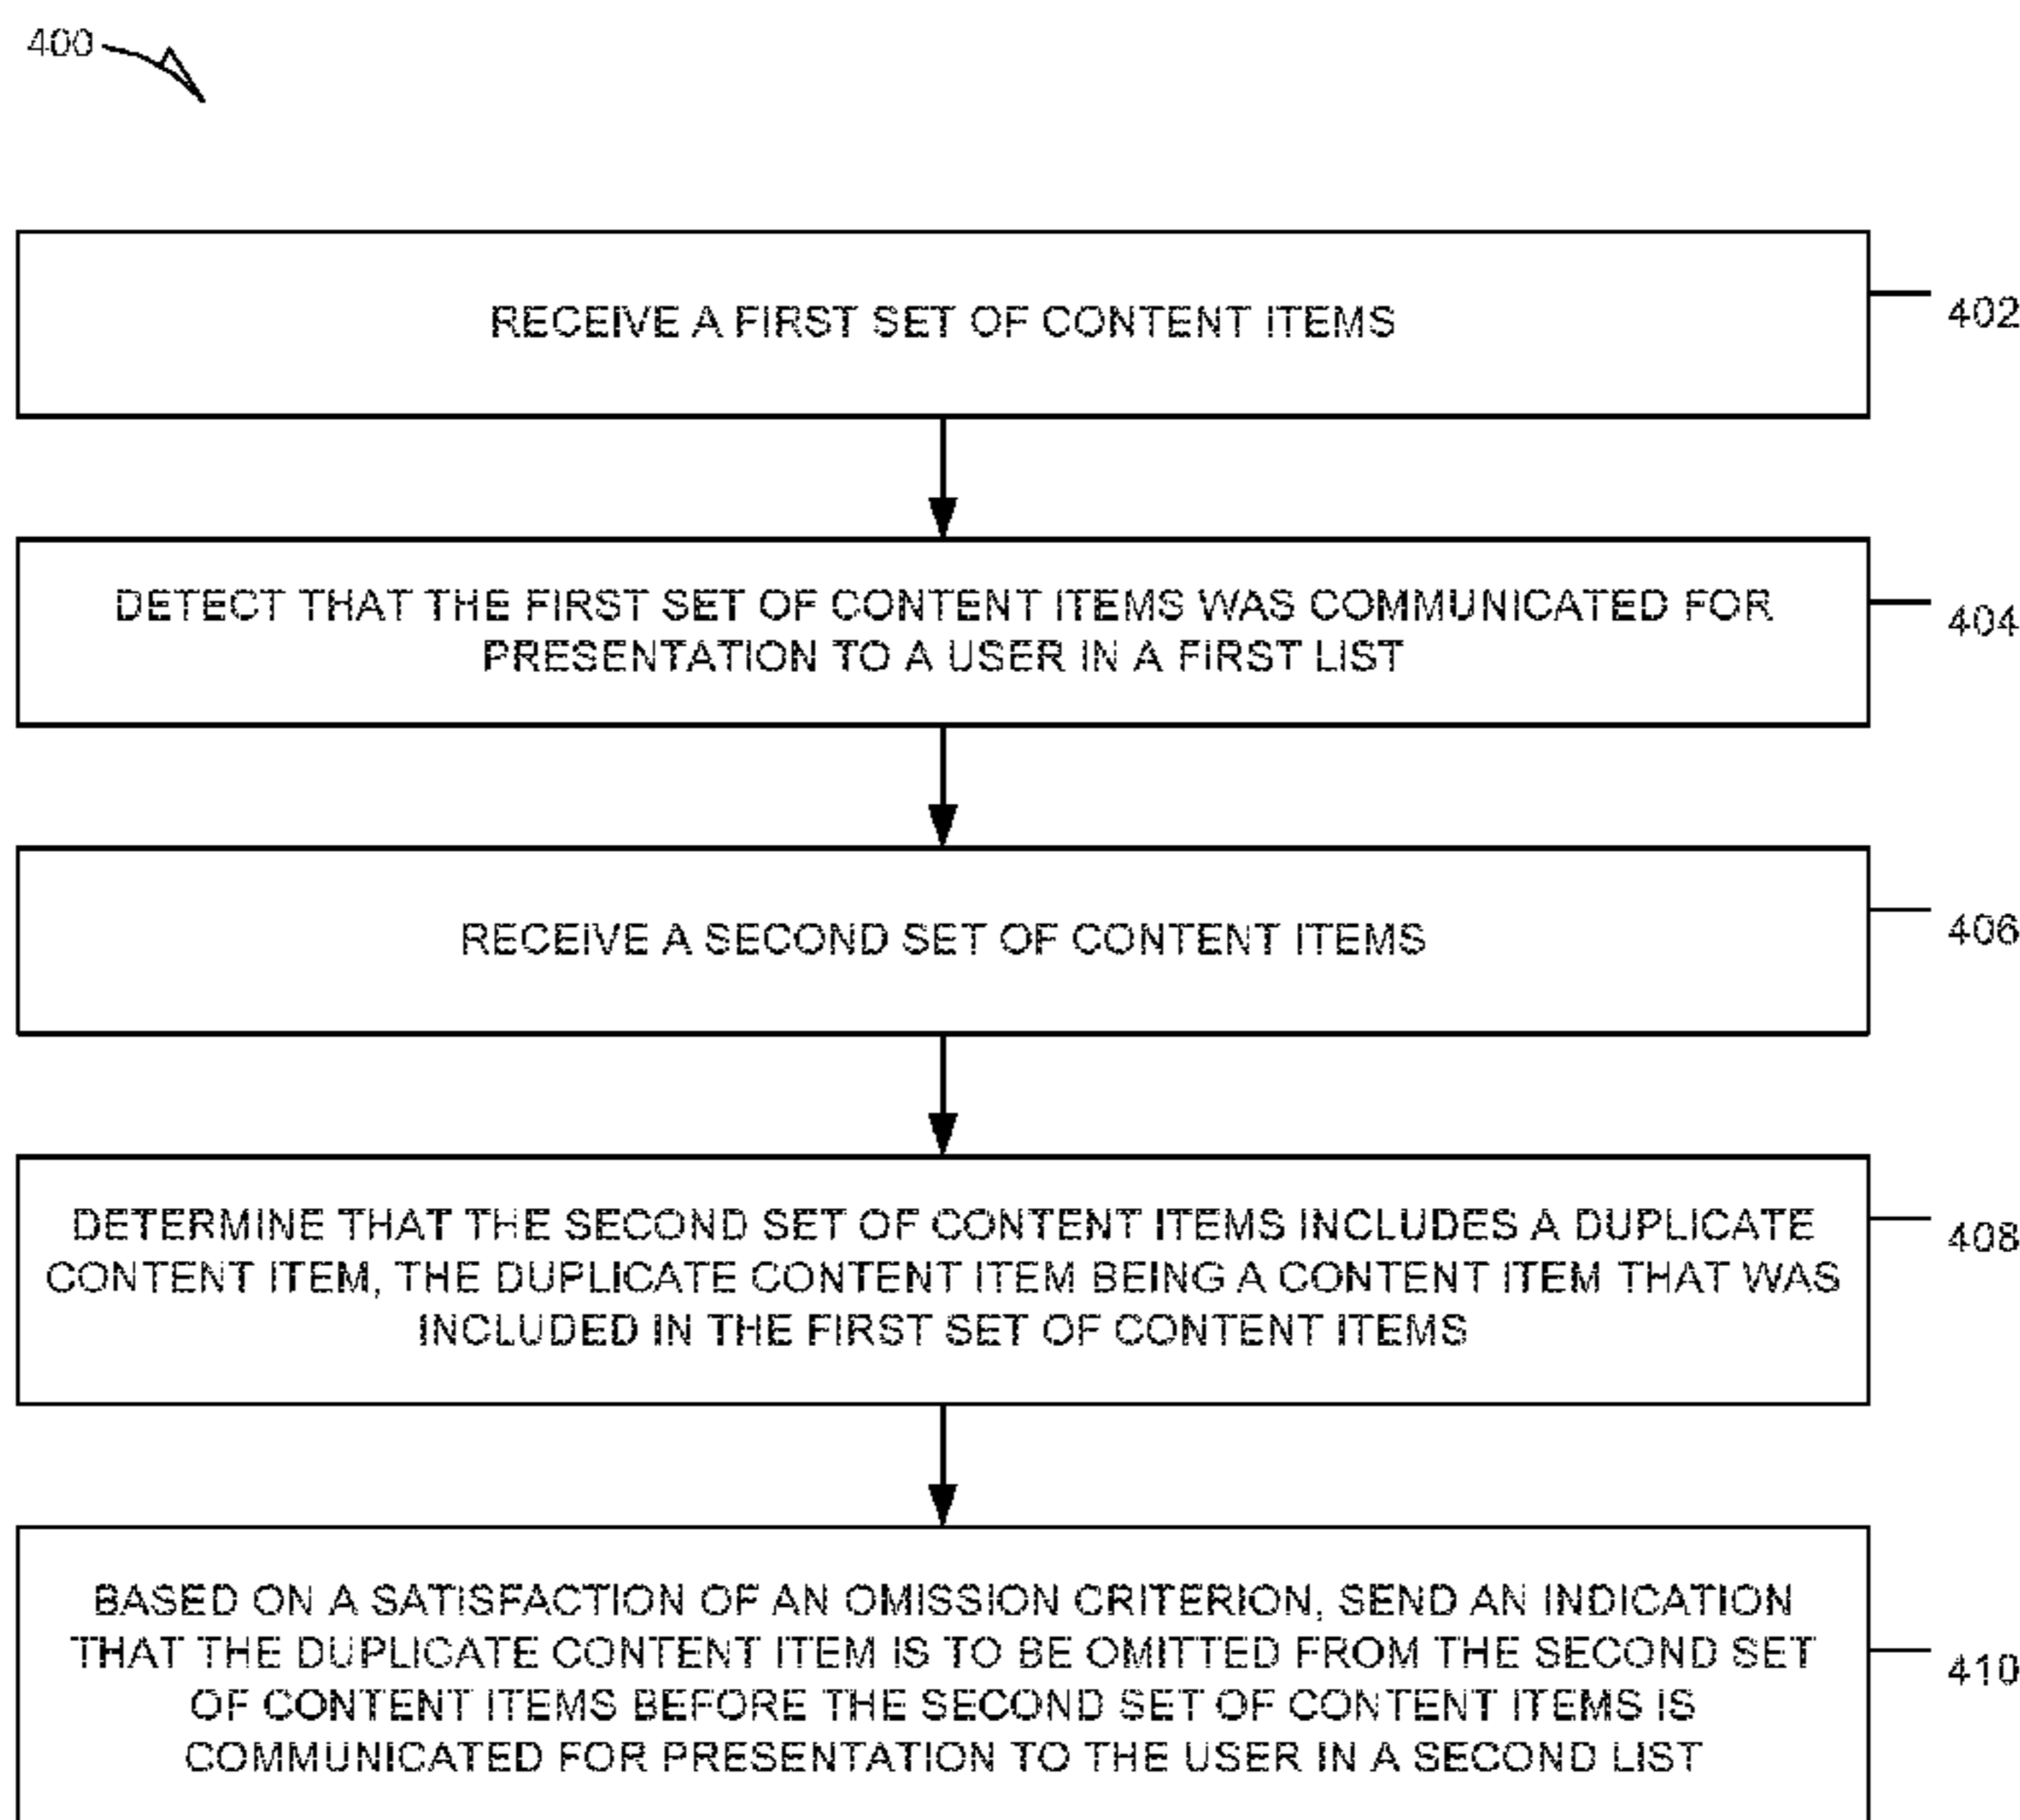 400
RECEIVE A FIRST SET OF CONTENT ITEMS
402
DETECT THAT THE FIRST SET OF CONTENT ITEMS WAS COMMUNICATED FOR
PRESENTATION TO A USER IN A FIRST LIST
404
RECEIVE A SECOND SET OF CONTENT ITEMS
406
DETERMINE THAT THE SECOND SET OF CONTENT ITEMS INCLUDES A DUPLICATE
CONTENT ITEM, THE DUPLICATE CONTENT ITEM BEING A CONTENT ITEM THAT WAS
INCLUDED IN THE FIRST SET OF CONTENT ITEMS
408
BASED ON A SATISFACTION OF AN OMISSION CRITERION, SEND AN INDICATION
THAT THE DUPLICATE CONTENT ITEM IS TO BE OMITTED FROM THE SECOND SET
OF CONTENT ITEMS BEFORE THE SECOND SET OF CONTENT ITEMS IS
COMMUNICATED FOR PRESENTATION TO THE USER IN A SECOND LIST
410